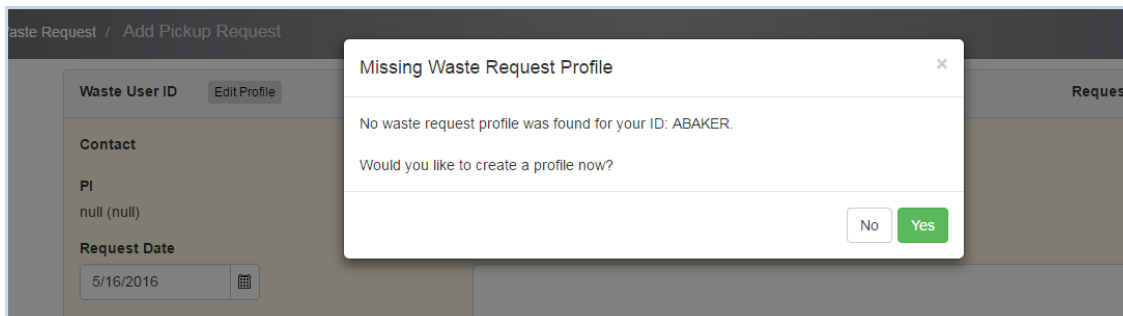 aste Request / Add Pickup Request
Missing Waste Request Profile
×
Waste User ID
Edit Profile
Reques
No waste request profile was found for your ID: ABAKER.
Contact
Would you like to create a profile now?
PI
null (null)
No
Yes
Request Date
5/16/2016